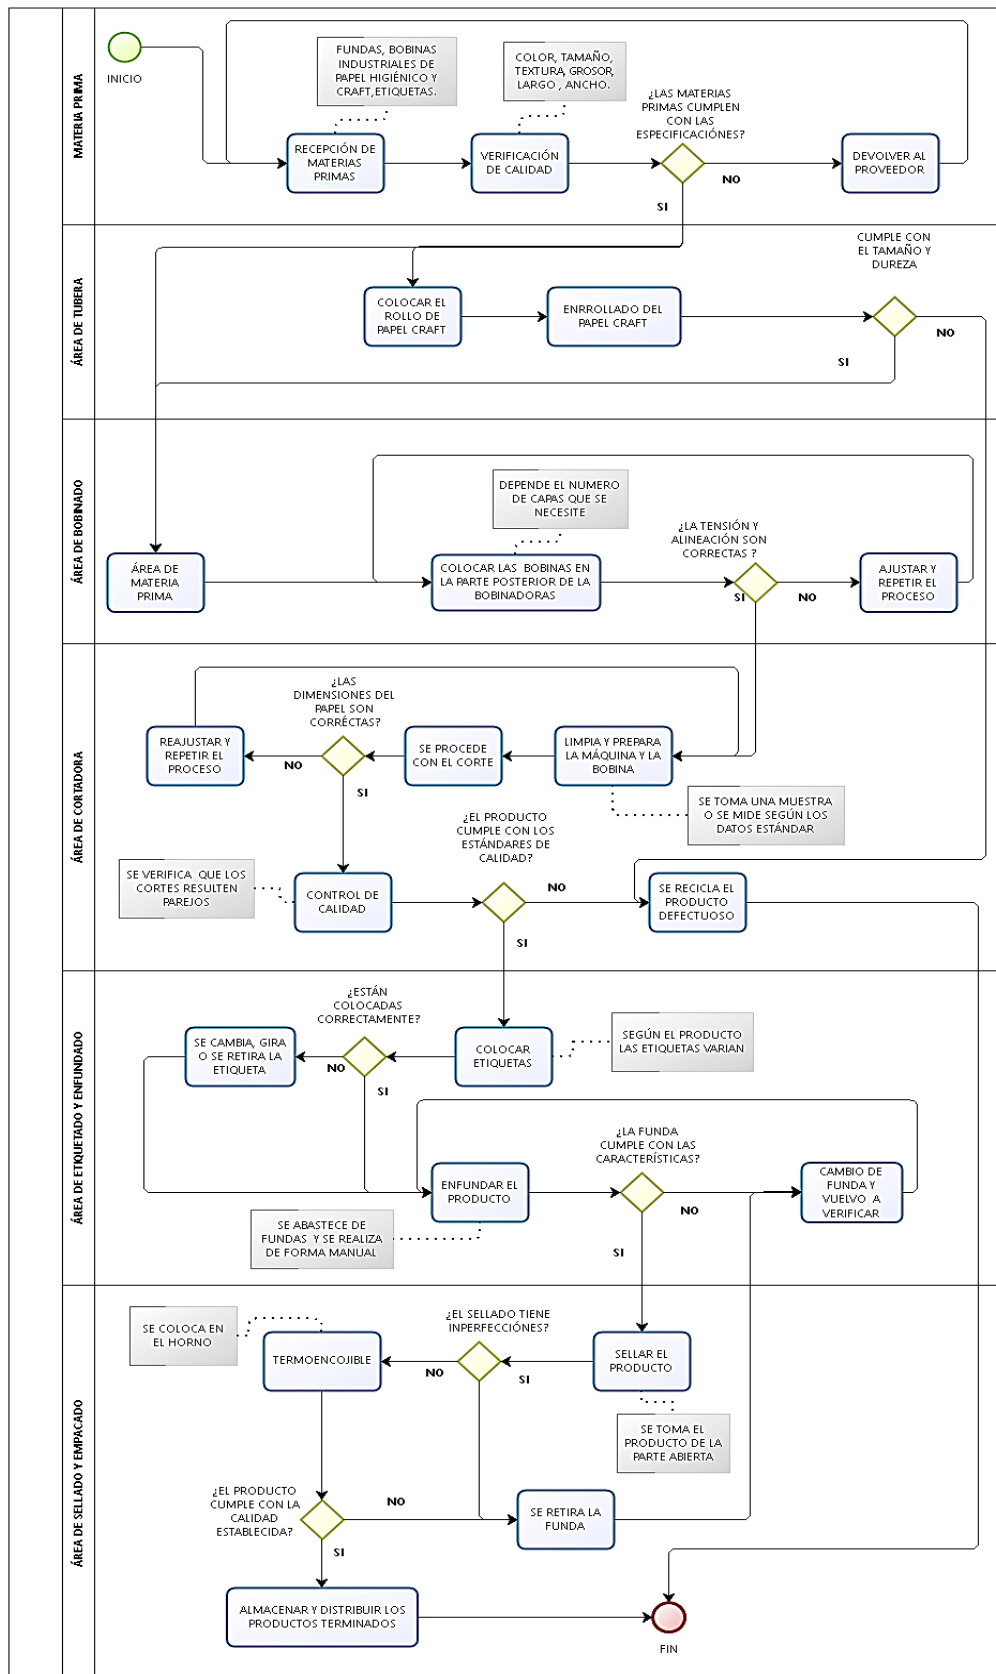 MATERIA PRIMA
INICIO
FUNDAS, BOBINAS
INDUSTRIALES DE
PAPEL HIGIÉNICO Y
CRAFT,ETIQUETAS.
COLOR, TAMAÑO,
TEXTURA, GROSOR,
LARGO , ANCHO.
¿LAS MATERIAS
PRIMAS CUMPLEN
CON LAS
ESPECIFICACIÓNES?
RECEPCIÓN DE
MATERIAS
PRIMAS
VERIFICACIÓN
DE CALIDAD
NO
DEVOLVER AL
PROVEEDOR
SI
ÁREA DE TUBERA
CUMPLE CON
EL TAMAÑO Y
DUREZA
COLOCAR EL
ROLLO DE
PAPEL CRAFT
ENRROLLADO DEL
PAPEL CRAFT
NO
SI
ÁREA DE BOBINADO
DEPENDE EL NUMERO
DE CAPAS QUE SE
NECESITE
¿LA TENSIÓN Y
ALINEACIÓN SON
CORRECTAS ?
ÁREA DE
MATERIA
PRIMA
COLOCAR LAS  BOBINAS EN
LA PARTE POSTERIOR DE LA
BOBINADORAS
SI
NO
AJUSTAR Y
REPETIR EL
PROCESO
ÁREA DE CORTADORA
¿LAS
DIMENSIONES DEL
PAPEL SON
CORRÉCTAS?
REAJUSTAR Y
REPETIR EL
PROCESO
NO
SE PROCEDE
CON EL CORTE
LIMPIA Y PREPARA
LA MÁQUINA Y LA
BOBINA
SI
SE TOMA UNA MUESTRA
O SE MIDE SEGÚN LOS
DATOS ESTÁNDAR
¿EL PRODUCTO
CUMPLE CON LOS
ESTÁNDARES DE
CALIDAD?
SE VERIFICA  QUE LOS
CORTES RESULTEN
PAREJOS
CONTROL DE
CALIDAD
NO
SE RECICLA EL
PRODUCTO
DEFECTUOSO
SI
ÁREA DE ETIQUETADO Y ENFUNDADO
¿ESTÁN
COLOCADAS
CORRECTAMENTE?
SE CAMBIA, GIRA
O SE RETIRA LA
ETIQUETA
NO
SI
COLOCAR
ETIQUETAS
SEGÚN EL PRODUCTO
LAS ETIQUETAS VARIAN
¿LA FUNDA
CUMPLE CON LAS
CARACTERÍSTICAS?
ENFUNDAR EL
PRODUCTO
NO
CAMBIO DE
FUNDA Y
VUELVO  A
VERIFICAR
SE ABASTECE DE
FUNDAS  Y SE REALIZA
DE FORMA MANUAL
SI
ÁREA DE SELLADO Y EMPACADO
SE COLOCA EN
EL HORNO
¿EL SELLADO TIENE
INPERFECCIÓNES?
TERMOENCOJIBLE
NO
SI
SELLAR EL
PRODUCTO
SE TOMA EL
PRODUCTO DE LA
PARTE ABIERTA
¿EL PRODUCTO
CUMPLE CON LA
CALIDAD
ESTABLECIDA?
NO
SE RETIRA LA
FUNDA
SI
ALMACENAR Y DISTRIBUIR LOS
PRODUCTOS TERMINADOS
FIN